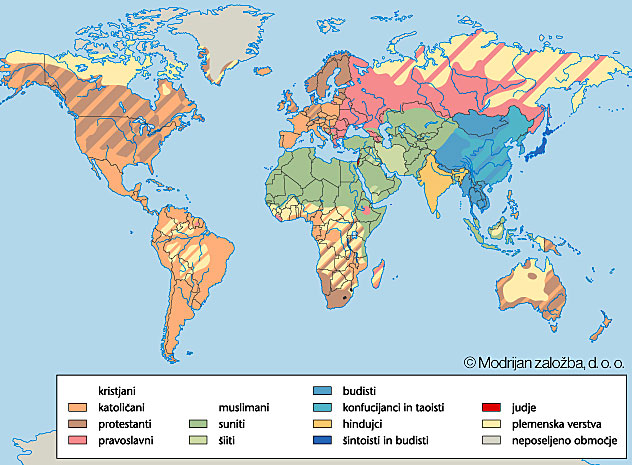 © Modrijan založba, d. o. o.
kristjani
katoličani
protestanti
pravoslavni
muslimani
suniti
šiiti
budisti
konfucijanci in taoisti
hindujci
šintoisti in budisti
judje
plemenska verstva
neposeljeno območje